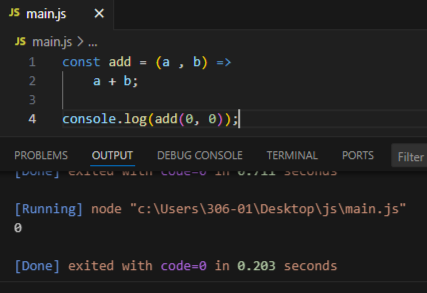 JS main.js ×
JS main.js > ...
1 const add = (a , b) =>
2     a + b;
3
4 console.log(add(0, 0));
PROBLEMS OUTPUT DEBUG CONSOLE TERMINAL PORTS Filter
[Done] exited with code=0 in 0.711 seconds
[Running] node "c:\Users\306-01\Desktop\js\main.js"
0
[Done] exited with code=0 in 0.203 seconds